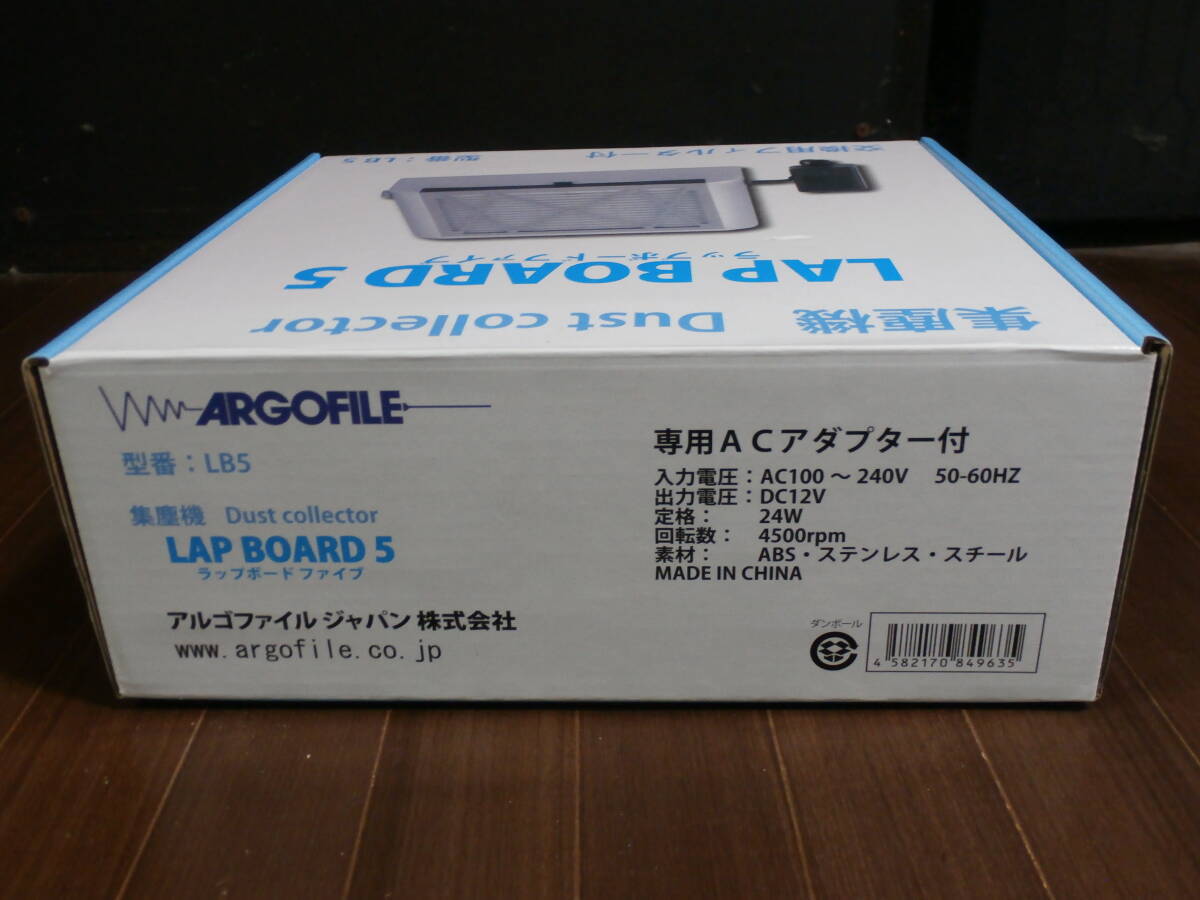 型番：LB5 交換用フィルター付
LAP BOARD 5
ラップボードファイブ
集塵機 Dust collector
ARGOFILE
型番：LB5
集塵機 Dust collector
LAP BOARD 5
ラップボード ファイブ
アルゴファイル ジャパン 株式会社
www.argofile.co.jp
専用ＡＣアダプター付
入力電圧：AC100 ～ 240V 50-60HZ
出力電圧：DC12V
定格： 24W
回転数： 4500rpm
素材： ABS・ステンレス・スチール
MADE IN CHINA
ダンボール
4 582170 849635